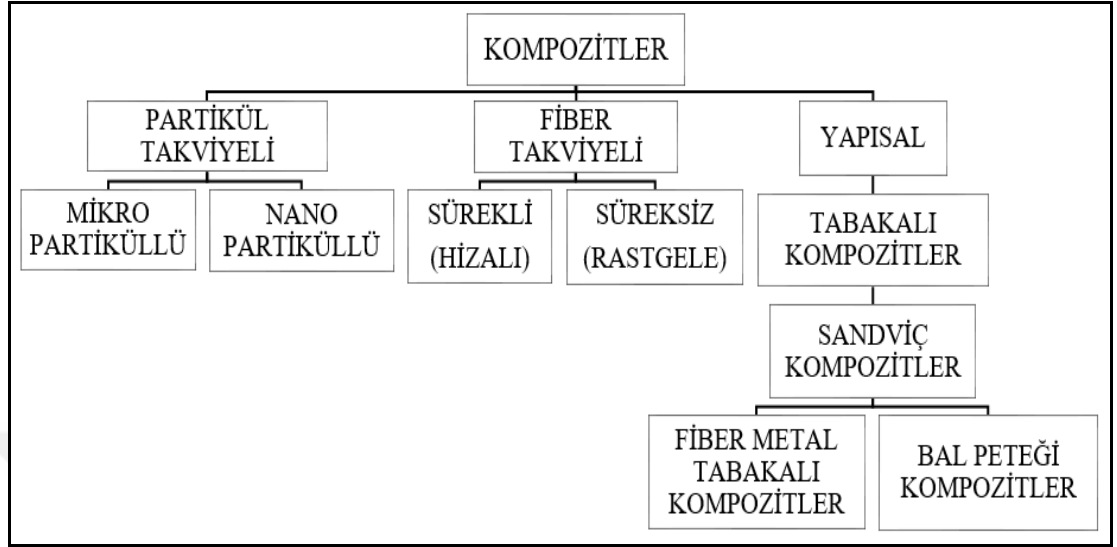 KOMPOZİTLER
PARTİKÜL
TAKVİYELİ
FİBER
TAKVİYELİ
YAPISAL
MİKRO
PARTİKÜLLÜ
NANO
PARTİKÜLLÜ
SÜREKLİ
(HİZALI)
SÜREKSİZ
(RASTGELE)
TABAKALI
KOMPOZİTLER
SANDVİÇ
KOMPOZİTLER
FİBER METAL
TABAKALI
KOMPOZİTLER
BAL PETEĞİ
KOMPOZİTLER